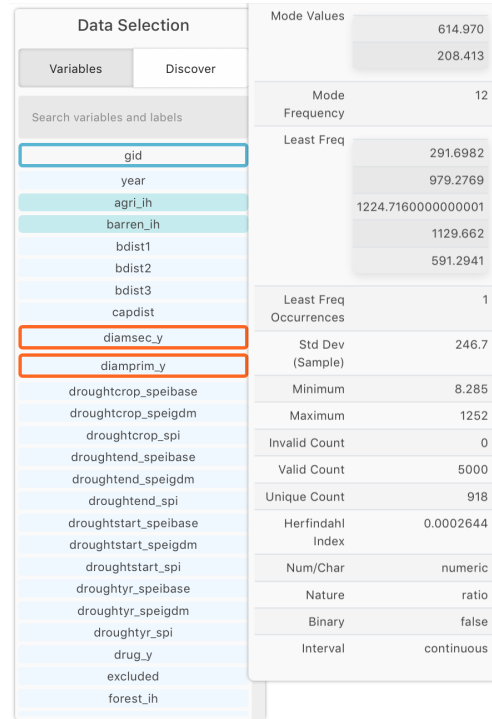 Data Selection
Variables
Discover
Search variables and labels
gid
year
agri_ih
barren_ih
bdist1
bdist2
bdist3
capdist
diamsec_y
diamprim_y
droughtcrop_speibase
droughtcrop_speigdm
droughtcrop_spi
droughtend_speibase
droughtend_speigdm
droughtend_spi
droughtstart_speibase
droughtstart_speigdm
droughtstart_spi
droughtyr_speibase
droughtyr_speigdm
droughtyr_spi
drug_y
excluded
forest_ih
Mode Values
614.970
208.413
Mode
Frequency
12
Least Freq
291.6982
979.2769
1224.7160000000001
1129.662
591.2941
Least Freq
Occurrences
1
Std Dev
(Sample)
246.7
Minimum
8.285
Maximum
1252
Invalid Count
0
Valid Count
5000
Unique Count
918
Herfindahl
Index
0.0002644
Num/Char
numeric
Nature
ratio
Binary
false
Interval
continuous